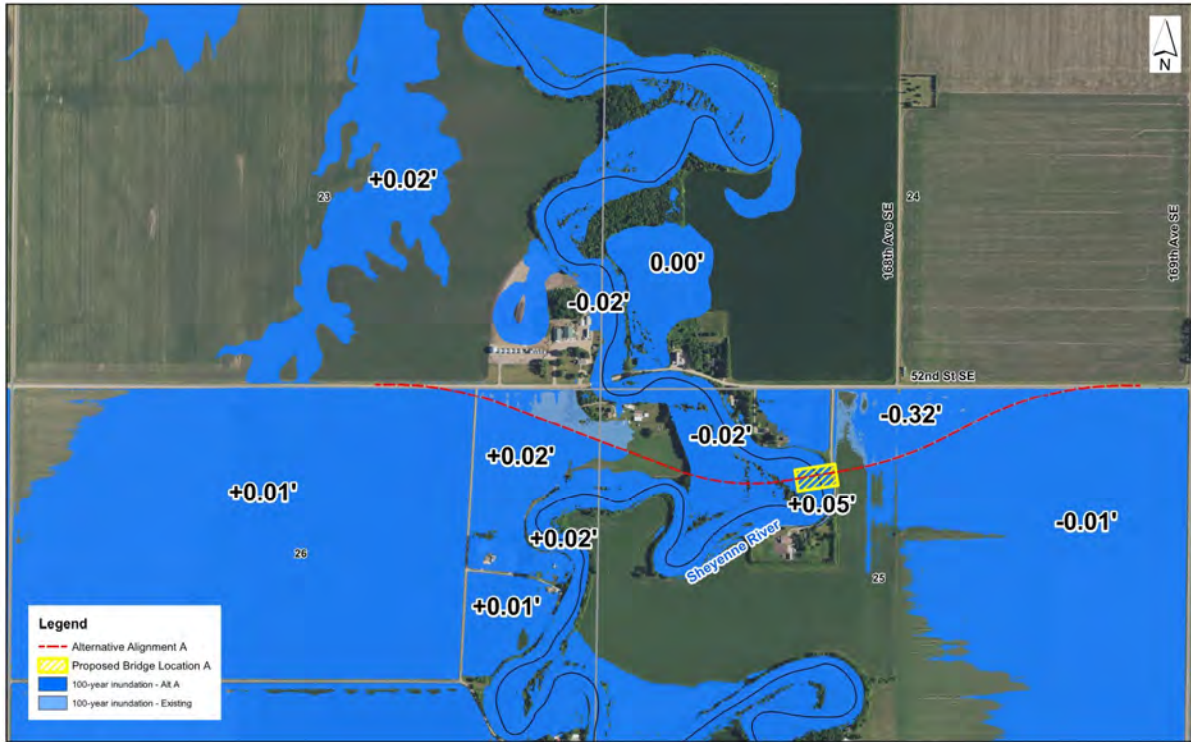 N
+0.02'
23
24
168th Ave SE
169th Ave SE
0.00'
-0.02'
52nd St SE
-0.32'
-0.02'
+0.02'
+0.01'
+0.05'
-0.01'
+0.02'
Sheyenne River
26
25
+0.01'
Legend
Alternative Alignment A
Proposed Bridge Location A
100-year inundation - Alt A
100-year inundation - Existing